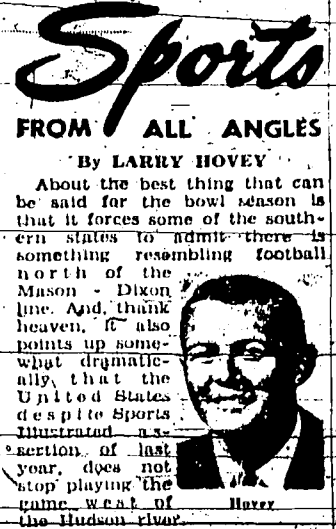 Sports
FROM ALL ANGLES
By LARRY HOVEY
About the best thing that can
be said for the bowl season is
that it forces some of the south-
ern states to admit there is
something resembling football
north of the
Mason - Dixon
line. And, thank
heaven, it also
points up some-
what dramatic-
ally that the
United States
despite Sports
Illustrated as-
sertion of last
year, does not
stop playing the
game west of
the Hudson river.
Hovey